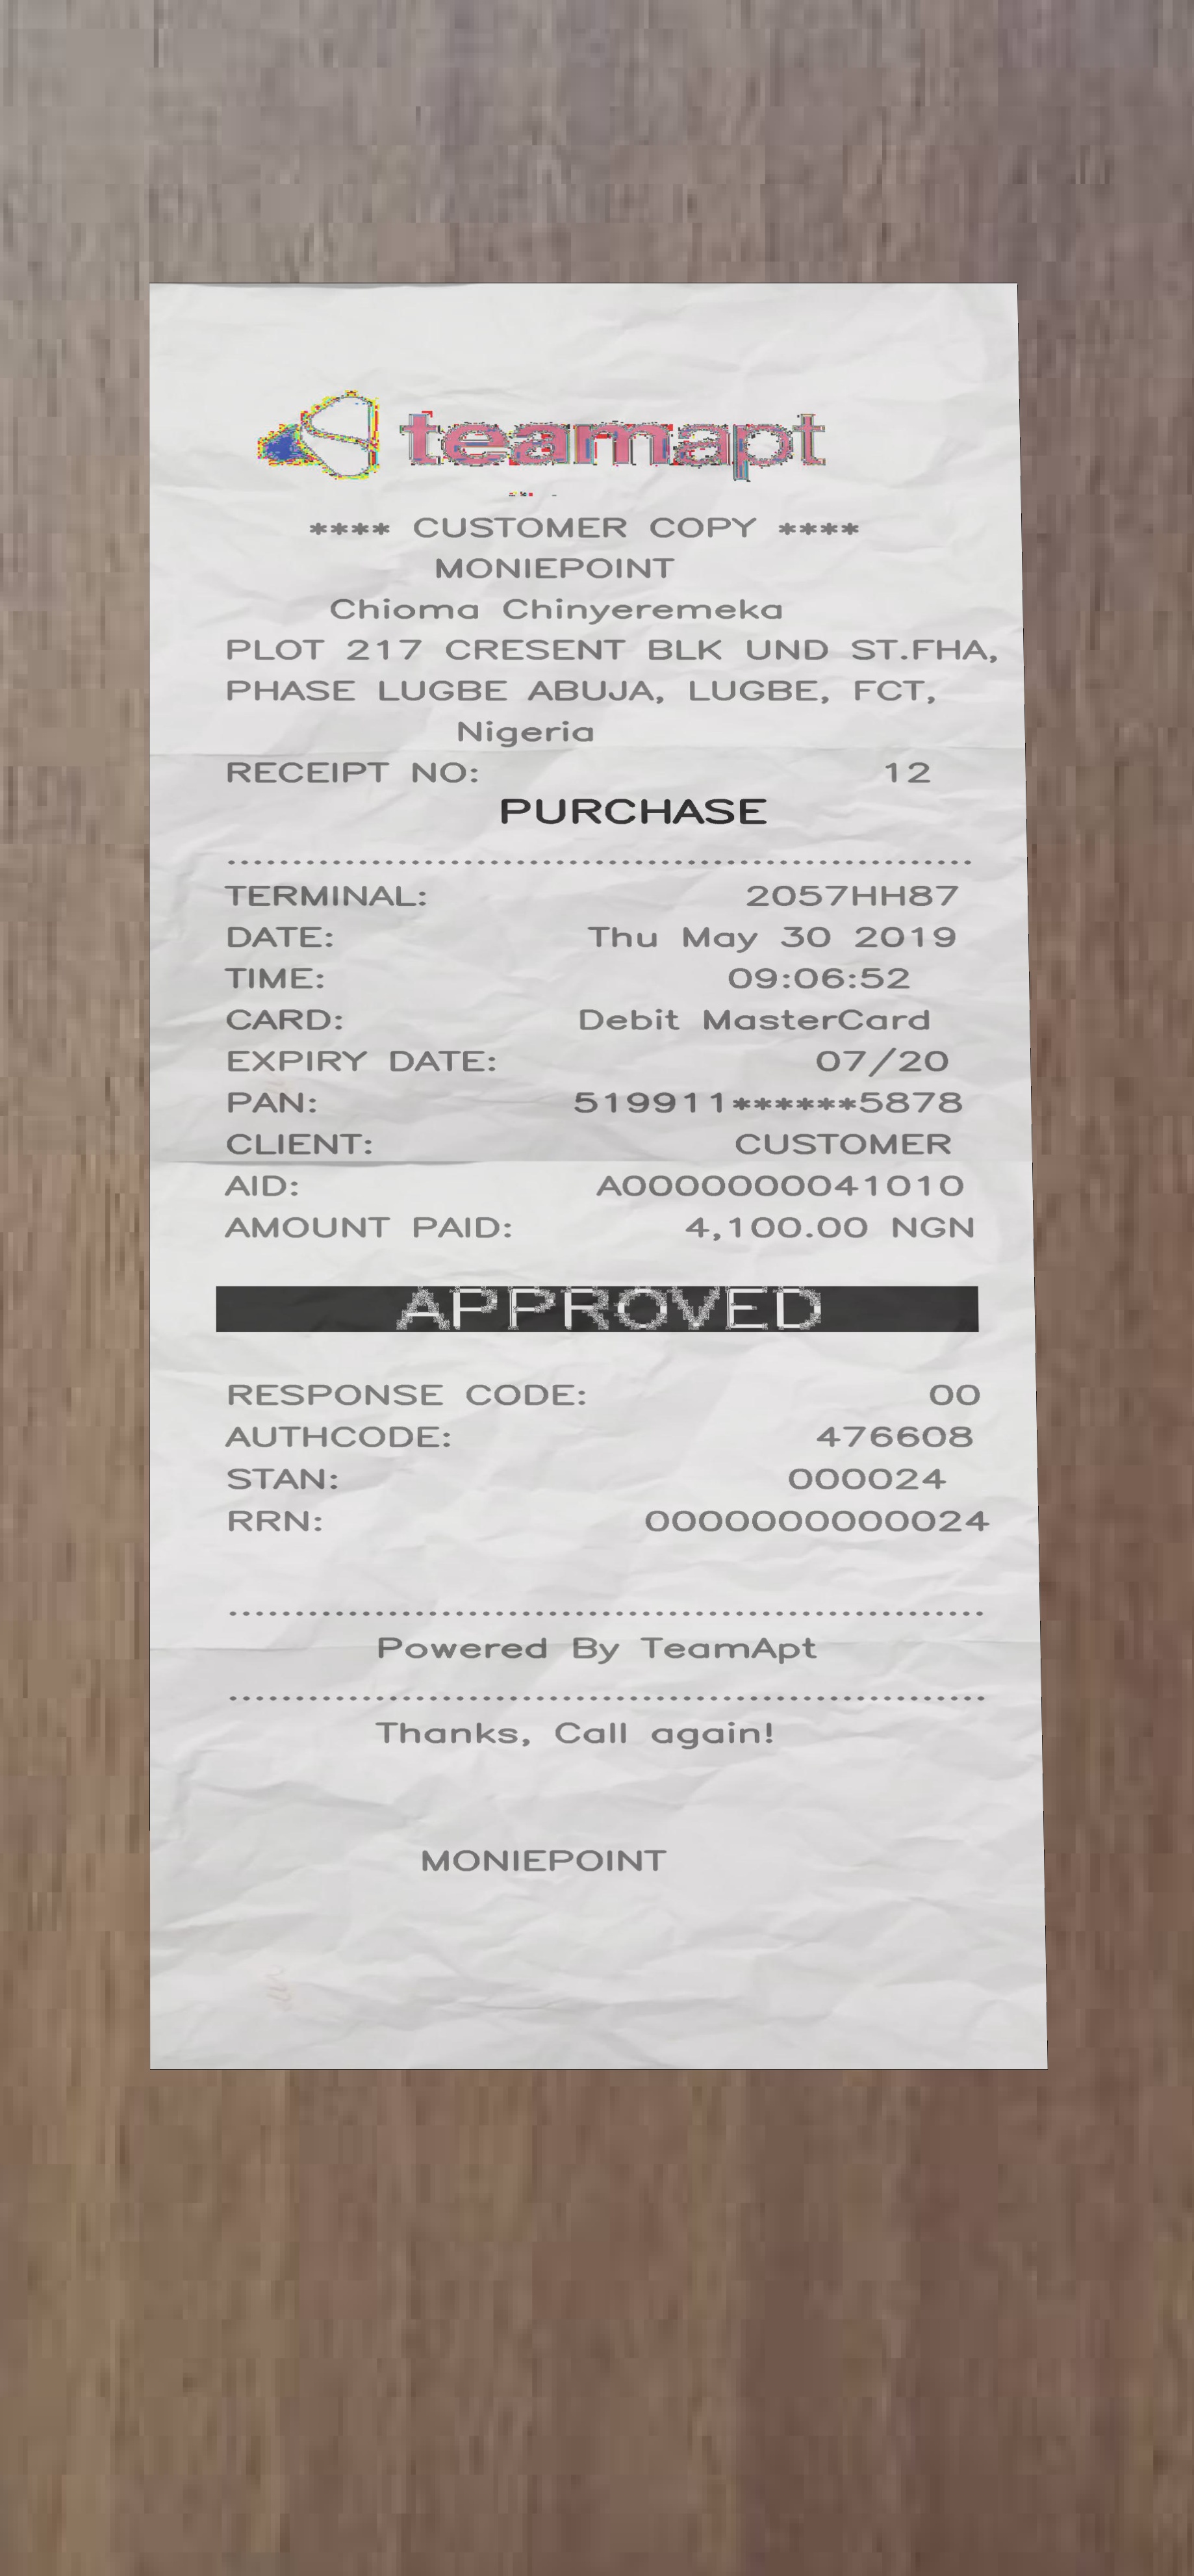 teamapt
**** CUSTOMER COPY ****
MONIEPOINT
Chioma Chinyeremeka
PLOT 217 CRESENT BLK UND ST.FHA,
PHASE LUGBE ABUJA, LUGBE, FCT,
Nigeria
RECEIPT NO: 12
PURCHASE
TERMINAL: 2057HH87
DATE: Thu May 30 2019
TIME: 09:06:52
CARD: Debit MasterCard
EXPIRY DATE: 07/20
PAN: 519911******5878
CLIENT: CUSTOMER
AID: A0000000041010
AMOUNT PAID: 4,100.00 NGN
APPROVED
RESPONSE CODE: 00
AUTHCODE: 476608
STAN: 000024
RRN: 0000000000024
Powered By TeamApt
Thanks, Call again!
MONIEPOINT